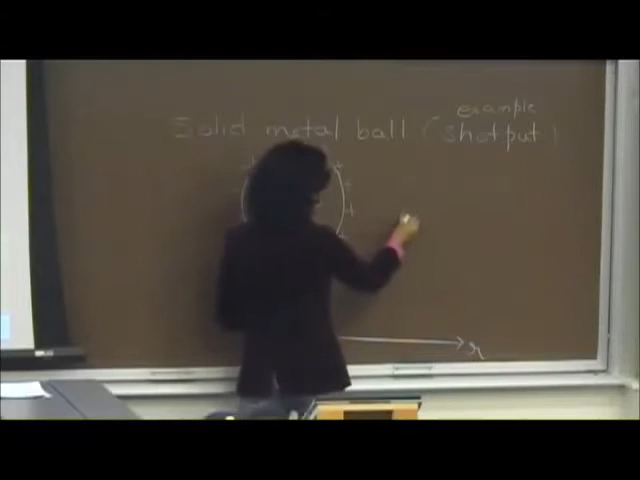 example
Solid metal ball (shotput)
+ +
+
+
+
r